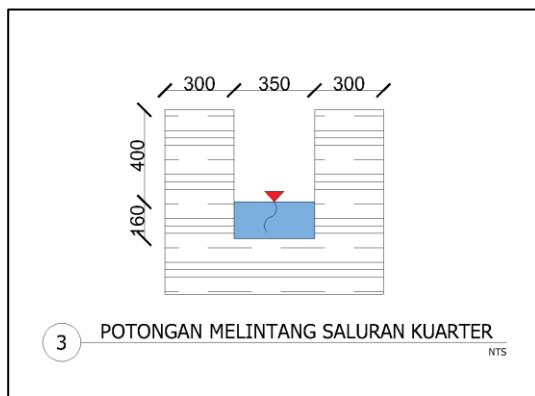 300 350 300
400
160
3 POTONGAN MELINTANG SALURAN KUARTER
NTS